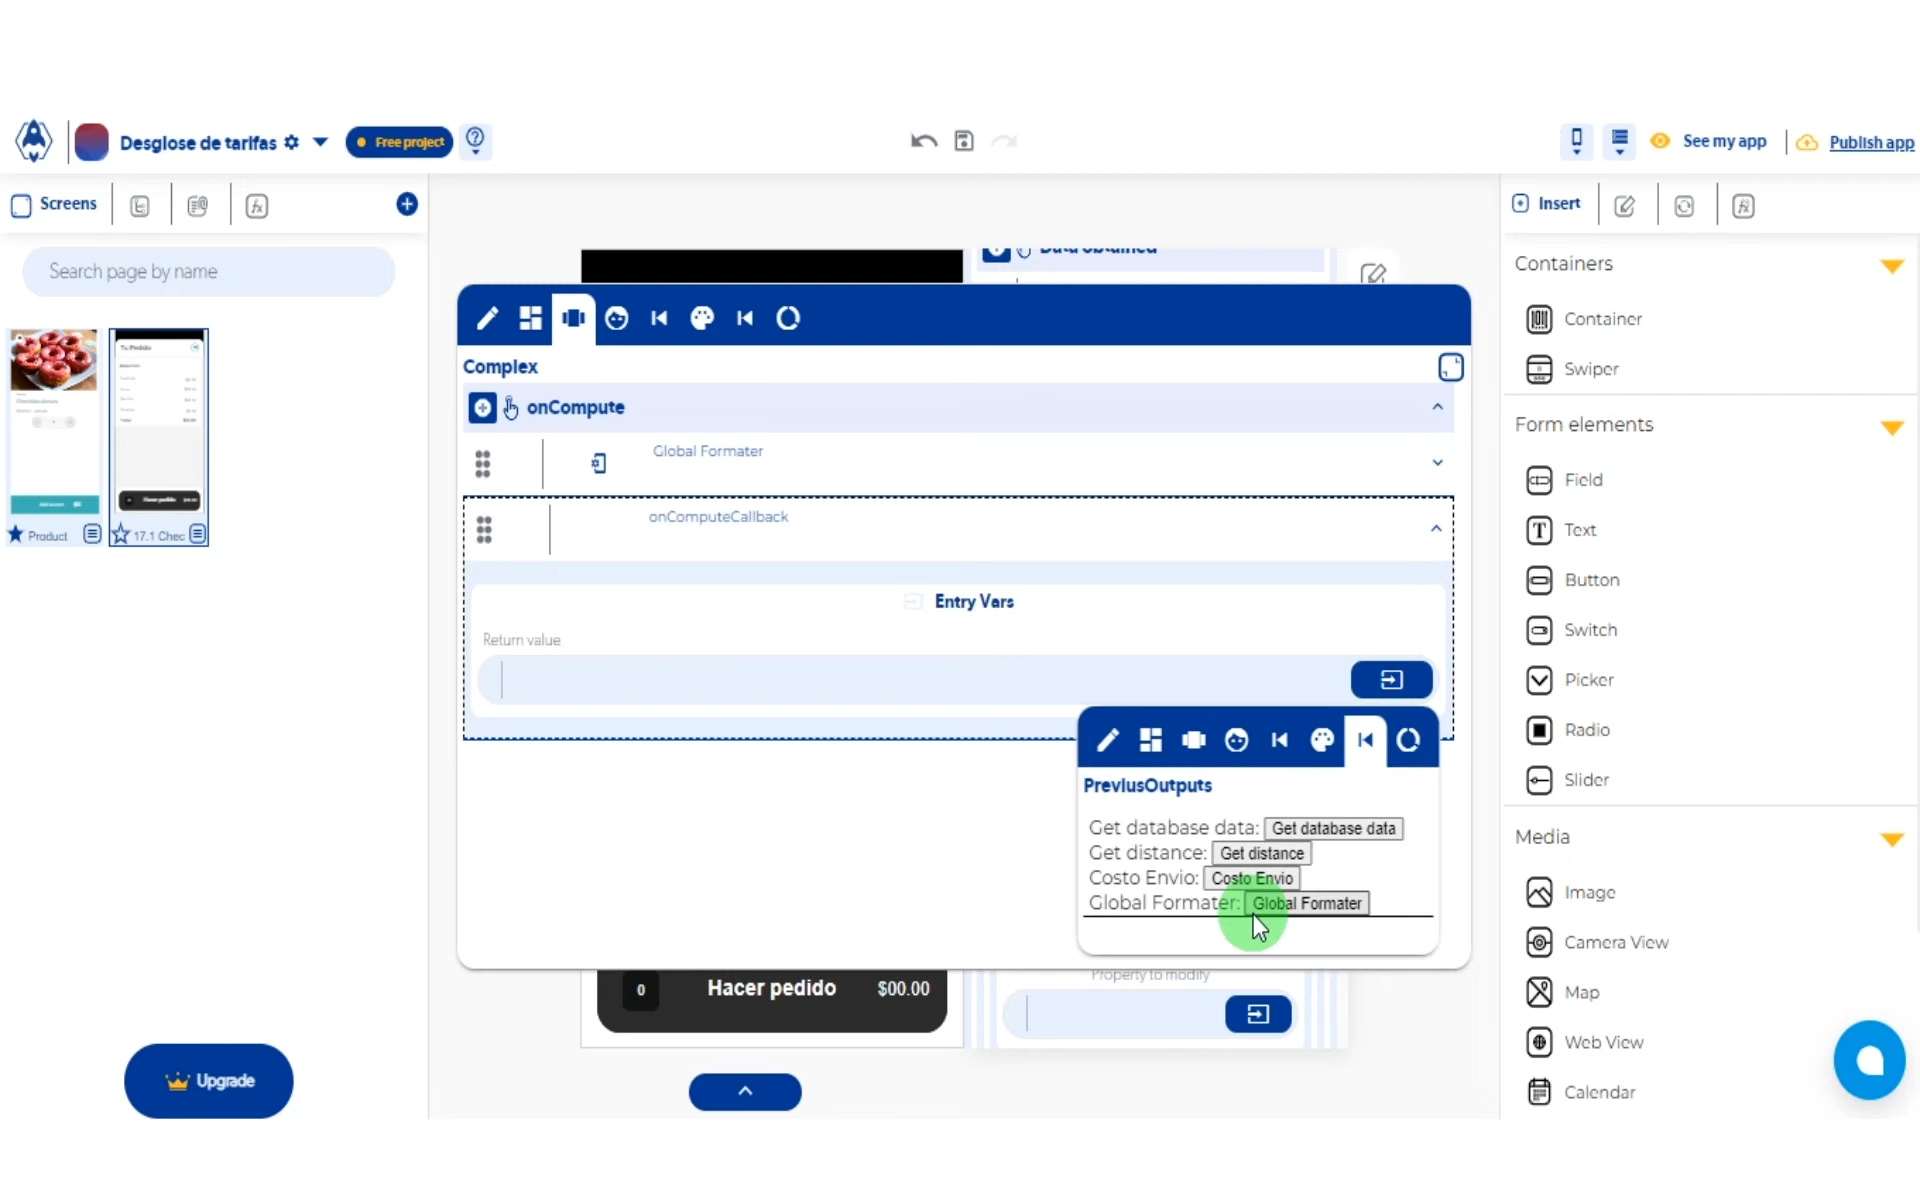 Desglose de tarifas
Free project
See my app
Publish app
Screens
Insert
Search page by name
Tu Pedido
Product
17.1 Chec
Upgrade
Data obtained
Complex
onCompute
Global Formater
onComputeCallback
Entry Vars
Return value
PreviusOutputs
Get database data: Get database data
Get distance: Get distance
Costo Envio: Costo Envio
Global Formater: Global Formater
Property to modify
0 Hacer pedido $00.00
Containers
Container
Swiper
Form elements
Field
Text
Button
Switch
Picker
Radio
Slider
Media
Image
Camera View
Map
Web View
Calendar